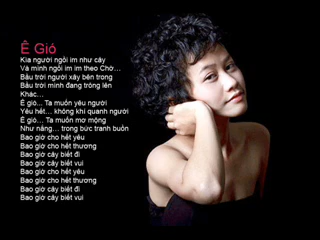 Ê Gió
Kìa người ngồi im như cây
Và mình ngồi im im theo Chờ...
Bầu trời người xây bên trong
Bầu trời mình đang trông lên
Khác...
Ê gió... Ta muốn yêu người
Yêu hết... không khí quanh người
Ê gió... Ta muốn mơ mộng
Như nắng... trong bức tranh buồn
Bao giờ cho hết yêu
Bao giờ cho hết thương
Bao giờ cây biết đi
Bao giờ cây biết vui
Bao giờ cho hết yêu
Bao giờ cho hết thương
Bao giờ cây biết đi
Bao giờ cây biết vui